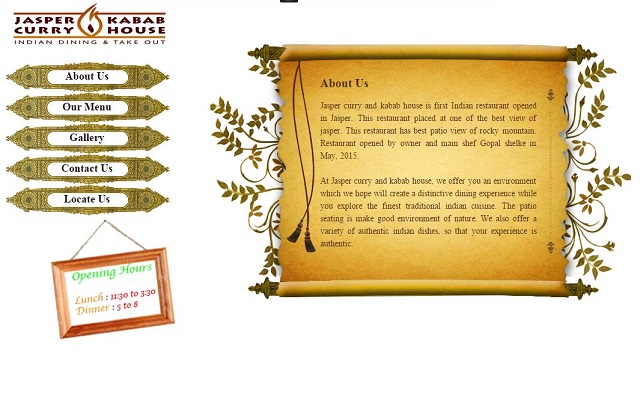 JASPER KABAB
CURRY HOUSE
INDIAN DINING & TAKE OUT
About Us
Our Menu
Gallery
Contact Us
Locate Us
Opening Hours
Lunch : 11:30 to 3:30
Dinner : 5 to 8
About Us
Jasper curry and kabab house is first Indian restaurant opened
in Jasper. This restaurant placed at one of the best view of
jasper. This restaurant has best patio view of rocky mountain.
Restaurant opened by owner and main shef Gopal shelke in
May, 2015.
At Jasper curry and kabab house, we offer you an environment
which we hope will create a distinctive dining experience while
you explore the finest traditional indian cuisine. The patio
seating is make good environment of nature. We also offer a
variety of authentic indian dishes, so that your experience is
authentic.